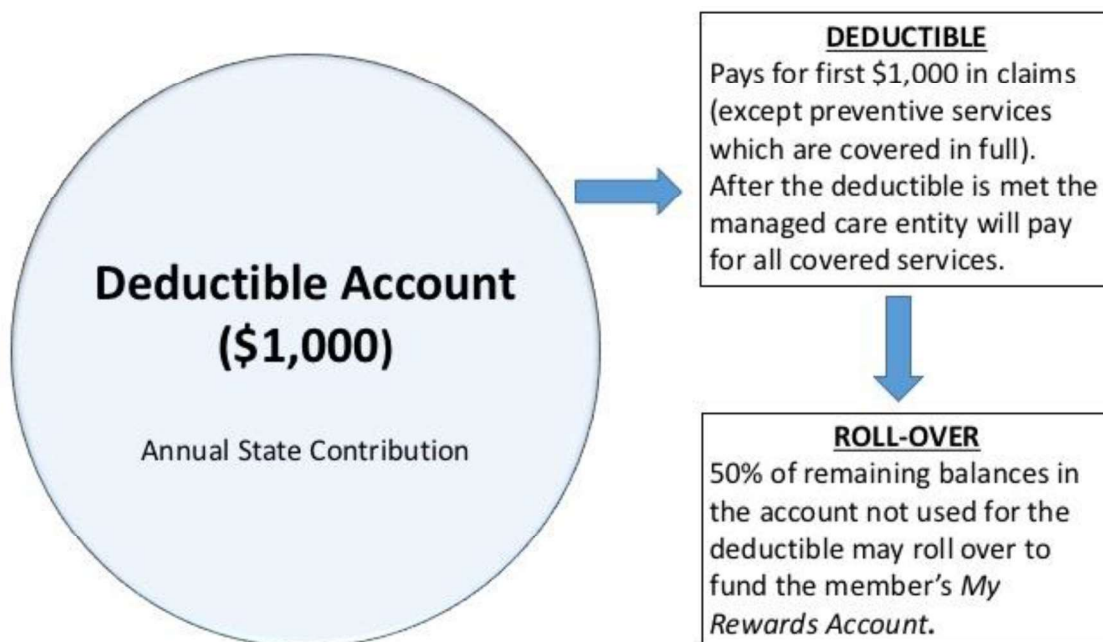 Deductible Account
($1,000)
Annual State Contribution
DEDUCTIBLE
Pays for first $1,000 in claims
(except preventive services
which are covered in full).
After the deductible is met the
managed care entity will pay
for all covered services.
ROLL-OVER
50% of remaining balances in
the account not used for the
deductible may roll over to
fund the member’s My
Rewards Account.